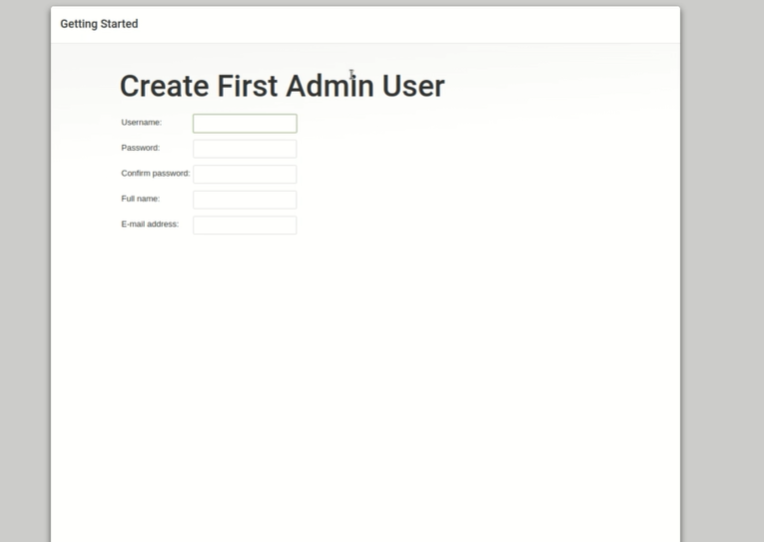 Getting Started
Create First Admin User
Username:
Password:
Confirm password:
Full name:
E-mail address: